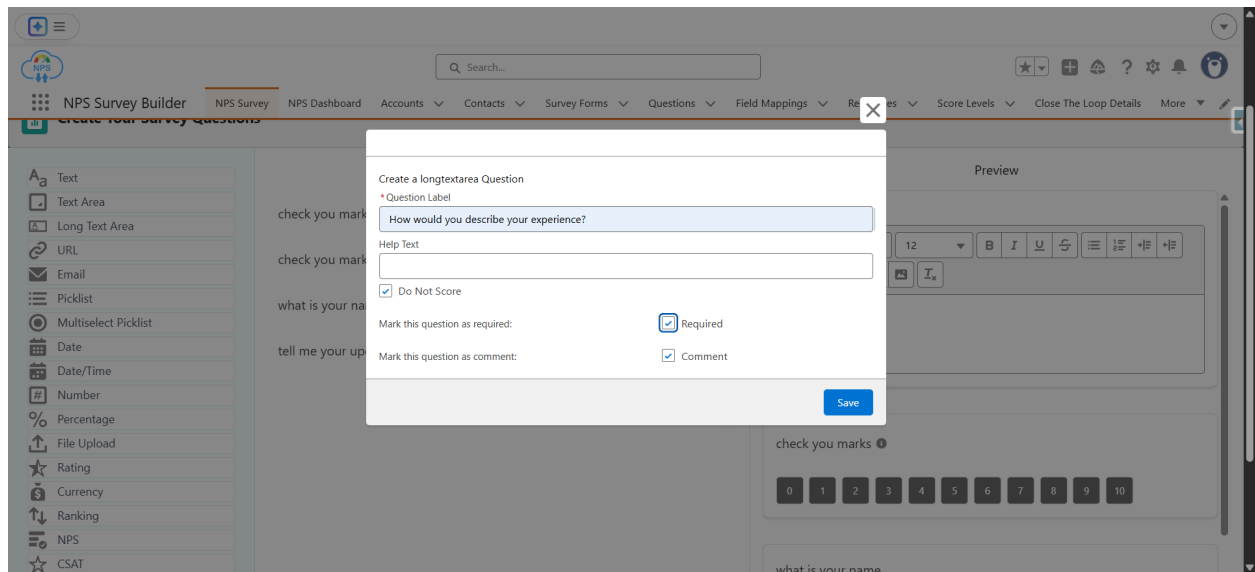 NPS
Search...
NPS Survey Builder
NPS Survey
NPS Dashboard
Accounts
Contacts
Survey Forms
Questions
Field Mappings
Score Levels
Close The Loop Details
More
Create Your Survey Questions
Text
Text Area
Long Text Area
URL
Email
Picklist
Multiselect Picklist
Date
Date/Time
Number
Percentage
File Upload
Rating
Currency
Ranking
NPS
CSAT
check you mark
check you mark
what is your na
tell me your up
Create a longtextarea Question
* Question Label
How would you describe your experience?
Help Text
Do Not Score
Mark this question as required:
Required
Mark this question as comment:
Comment
Save
Preview
12
B I U S
check you marks
0 1 2 3 4 5 6 7 8 9 10
what is your name